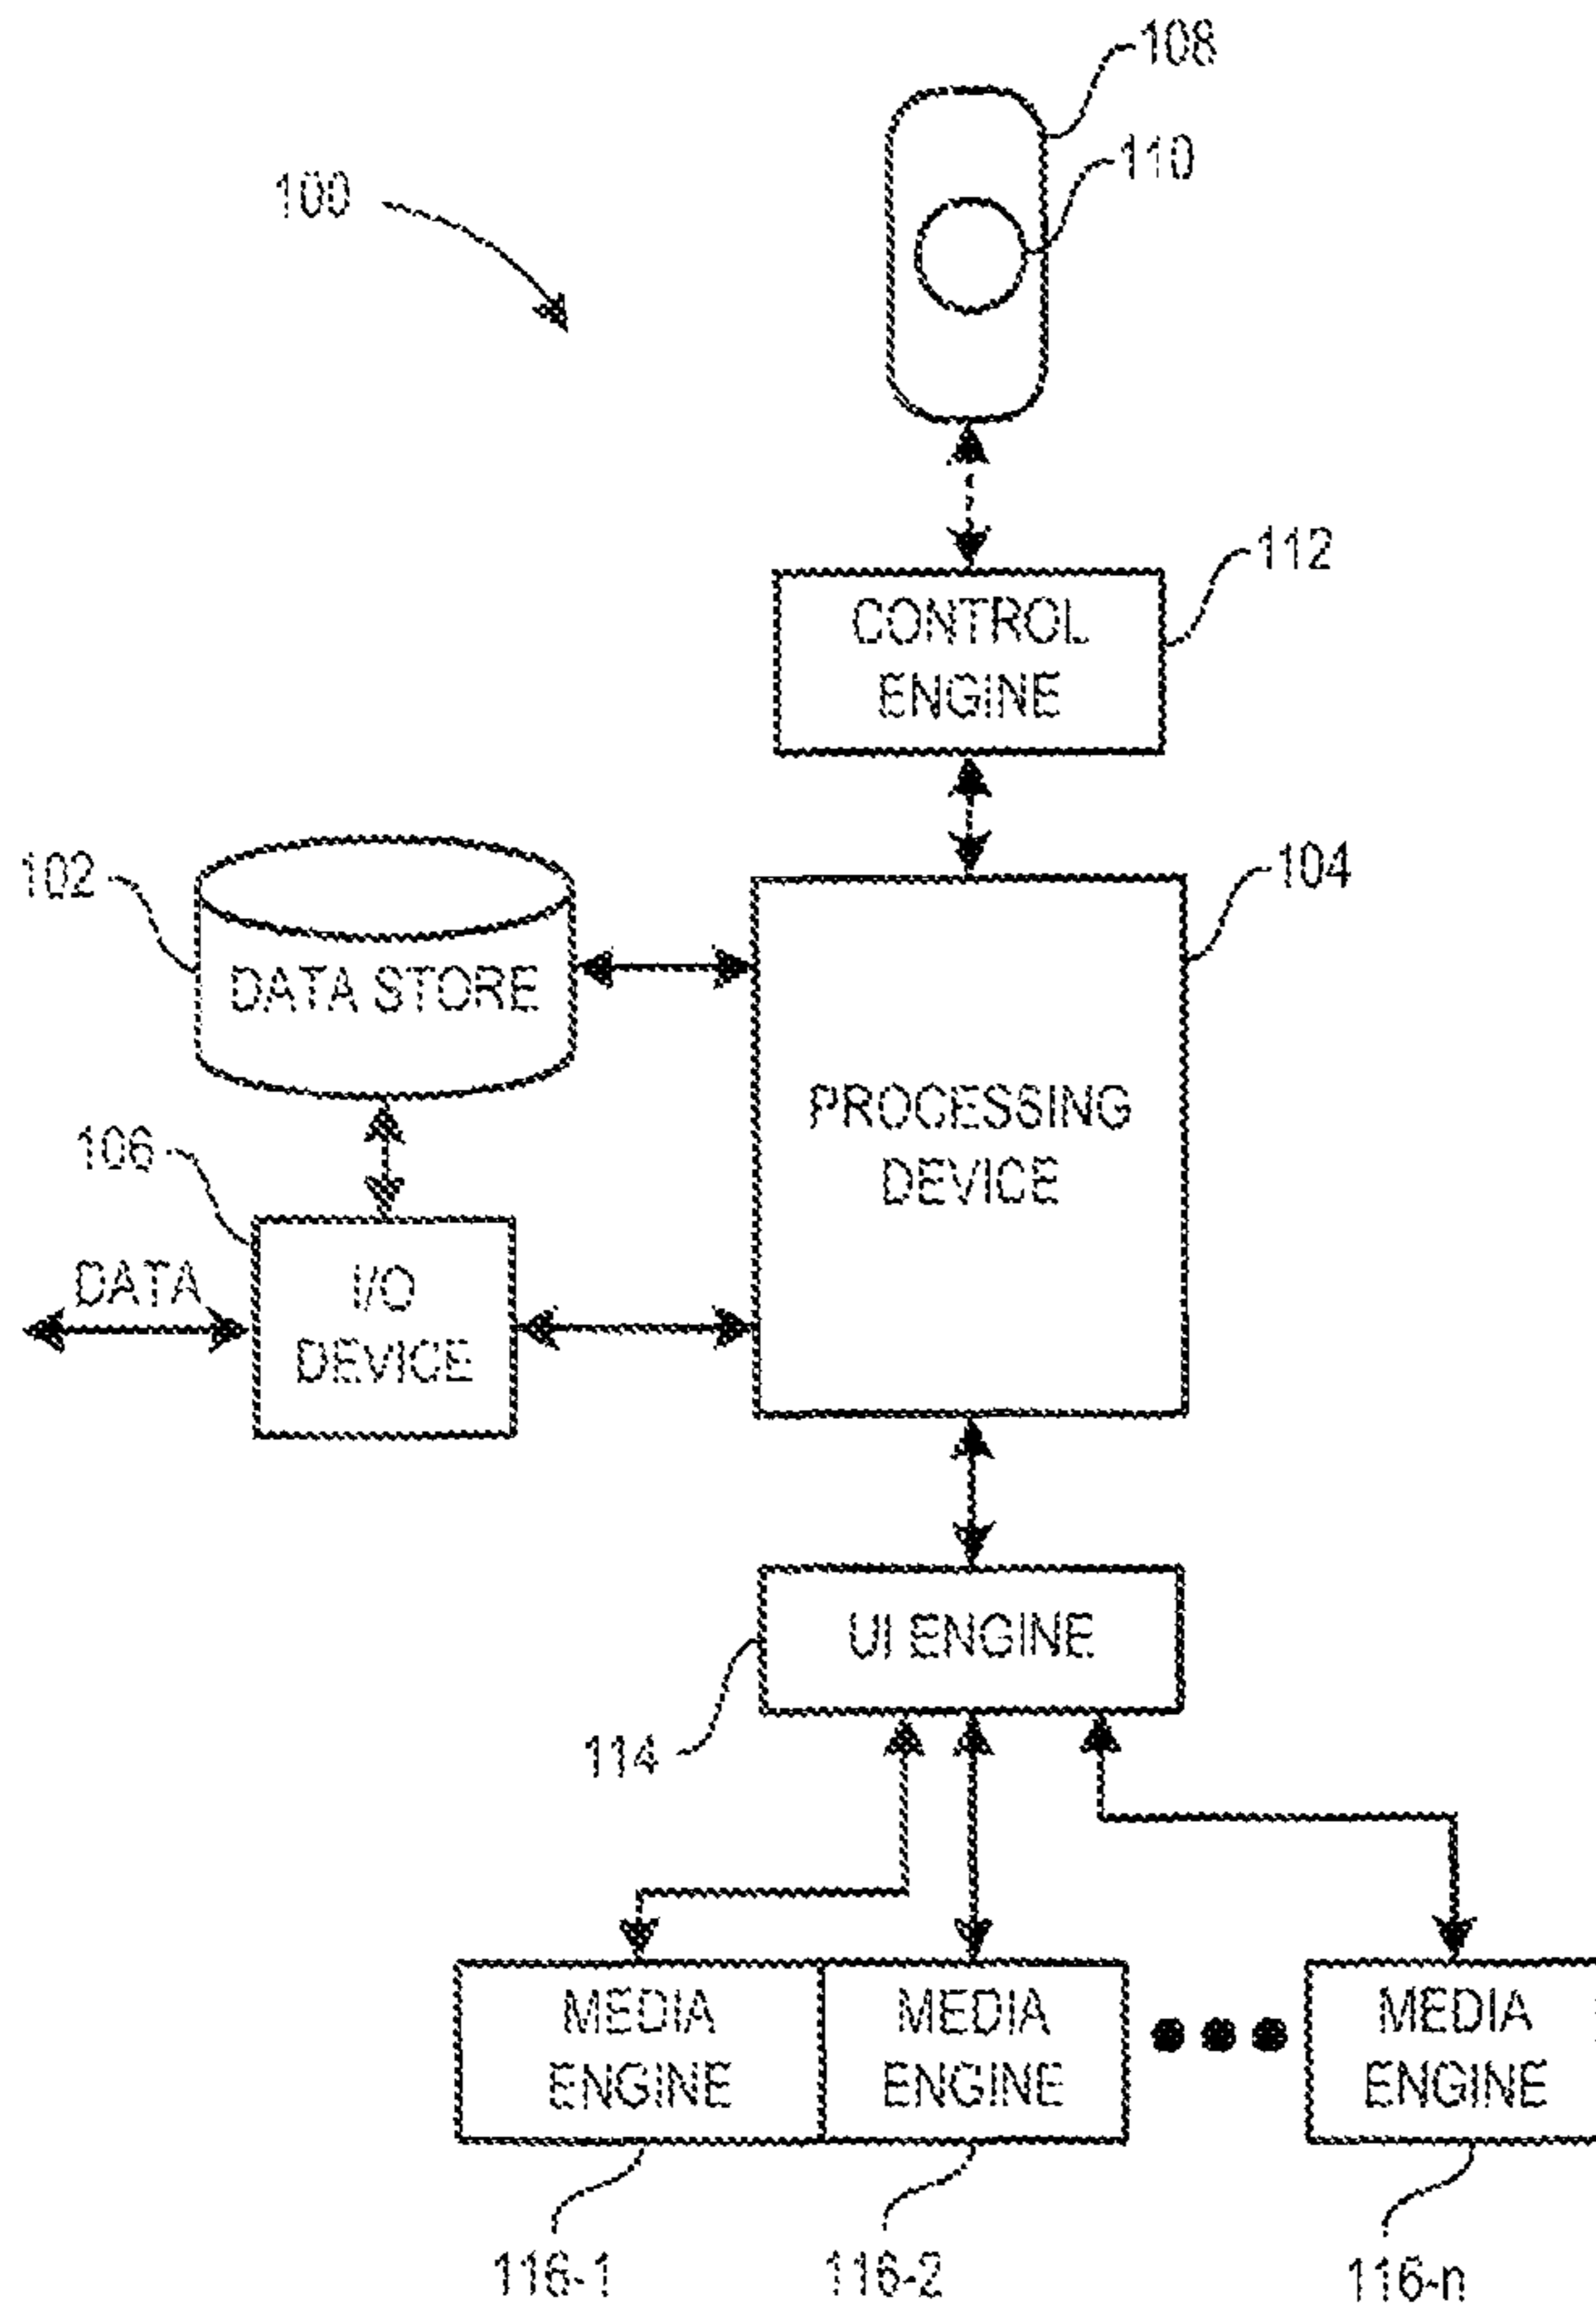 108
110
100
112
CONTROL
ENGINE
102
104
DATA STORE
PROCESSING
DEVICE
106
DATA
I/O
DEVICE
UI ENGINE
114
MEDIA
ENGINE
MEDIA
ENGINE
MEDIA
ENGINE
116-1
116-2
116-n